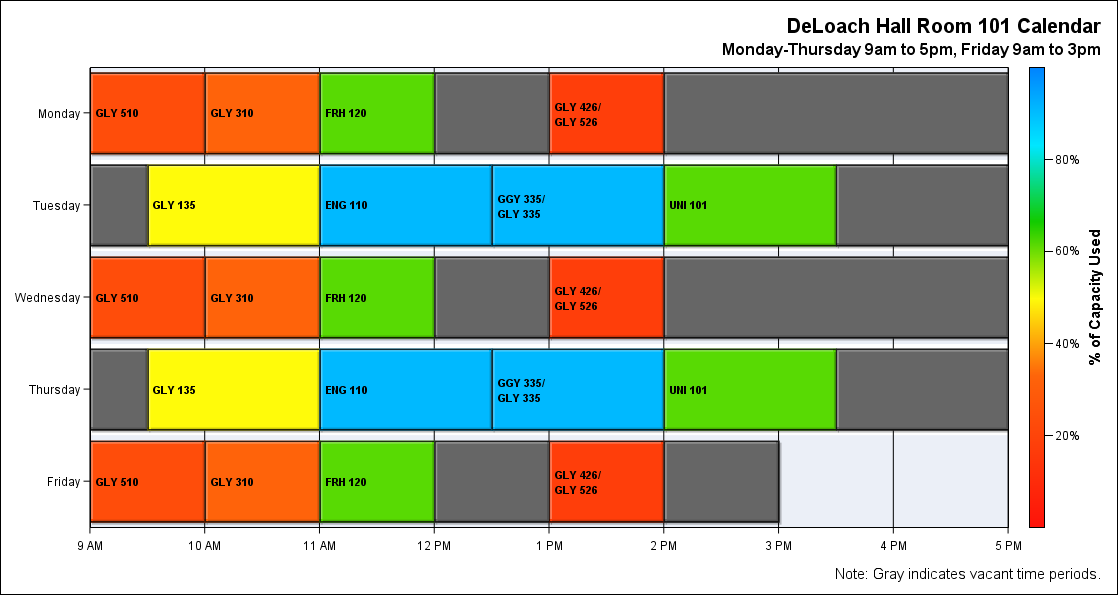 DeLoach Hall Room 101 Calendar
Monday-Thursday 9am to 5pm, Friday 9am to 3pm
Monday
GLY 510
GLY 310
FRH 120
GLY 426/
GLY 526
Tuesday
GLY 135
ENG 110
GGY 335/
GLY 335
UNI 101
Wednesday
GLY 510
GLY 310
FRH 120
GLY 426/
GLY 526
Thursday
GLY 135
ENG 110
GGY 335/
GLY 335
UNI 101
Friday
GLY 510
GLY 310
FRH 120
GLY 426/
GLY 526
9 AM
10 AM
11 AM
12 PM
1 PM
2 PM
3 PM
4 PM
5 PM
80%
60%
40%
20%
% of Capacity Used
Note: Gray indicates vacant time periods.